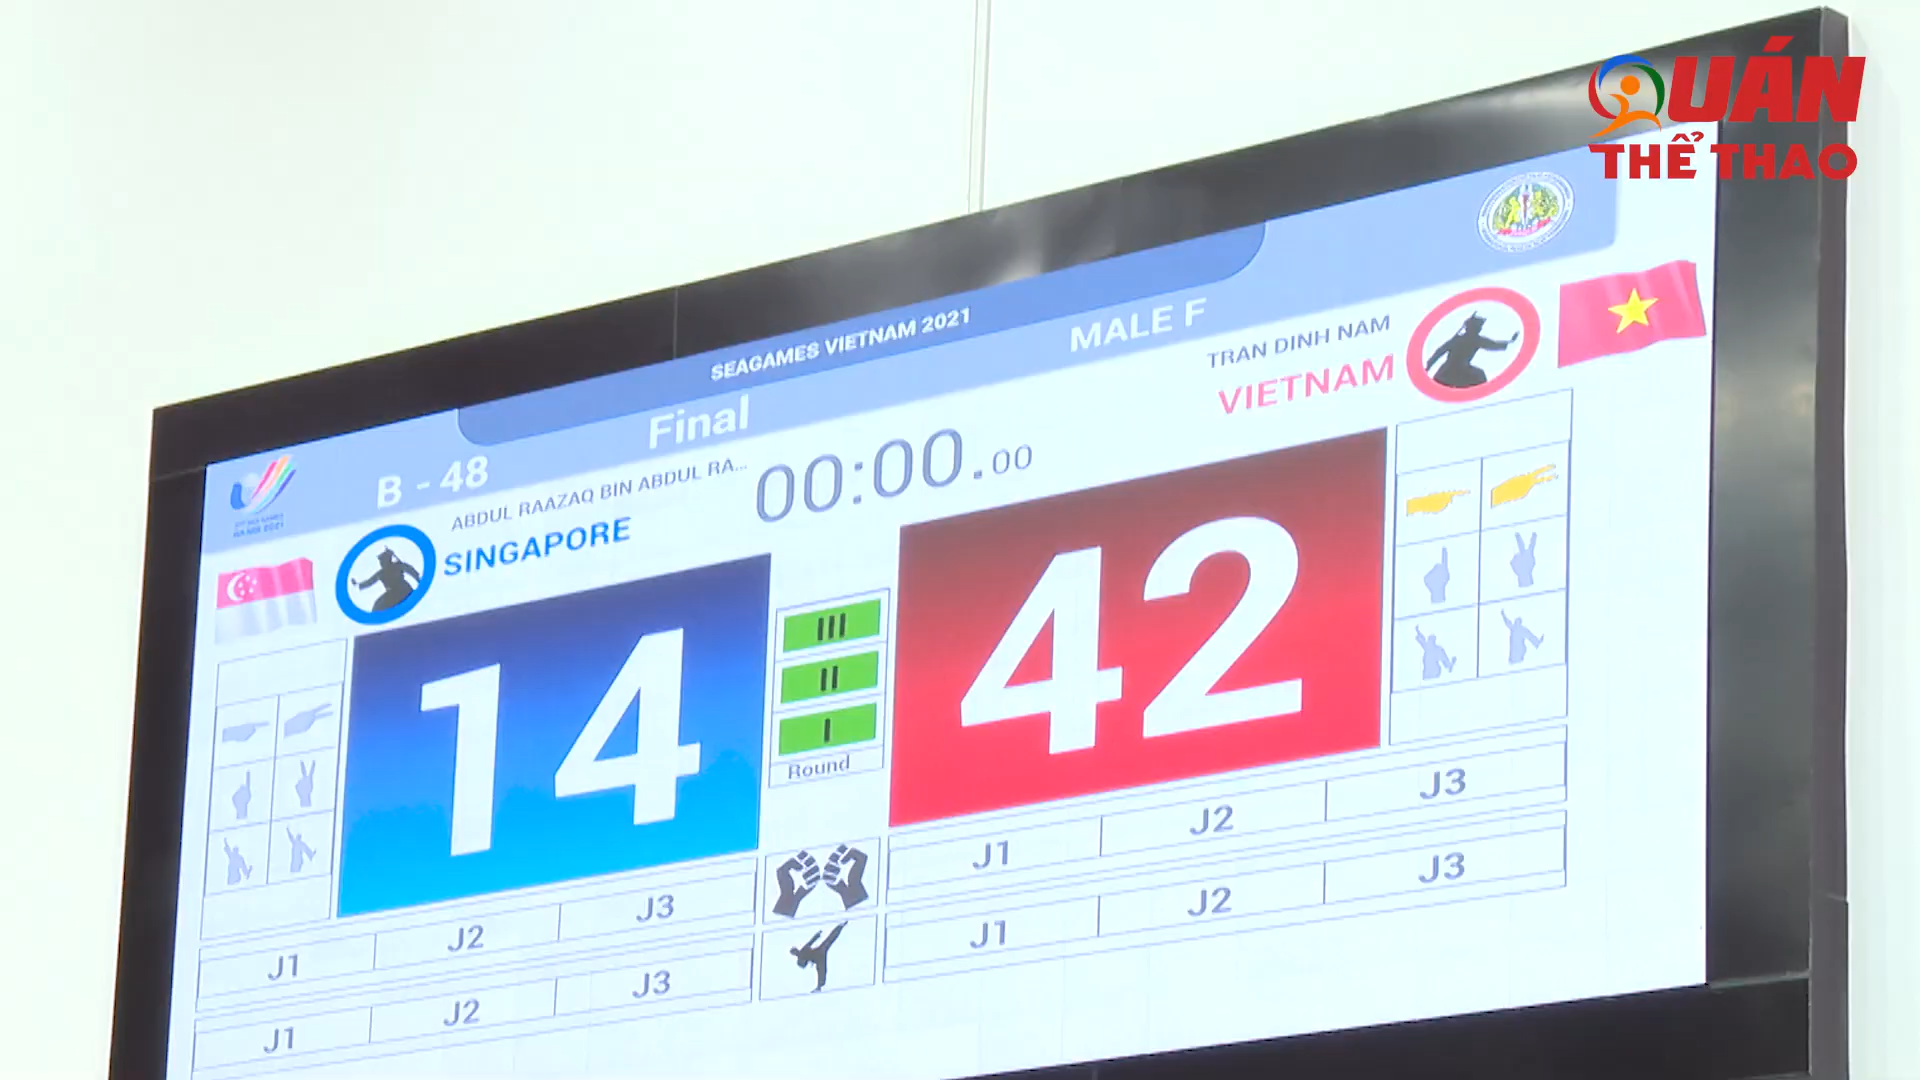 QUÁN
THỂ THAO
SEAGAMES VIETNAM 2021
B - 48
Final
MALE F
ABDUL RAAZAQ BIN ABDUL RA...
SINGAPORE
00:00.00
TRAN DINH NAM
VIETNAM
14
42
III
II
I
Round
J1 J2 J3
J1 J2 J3
J1 J2 J3
J1 J2 J3